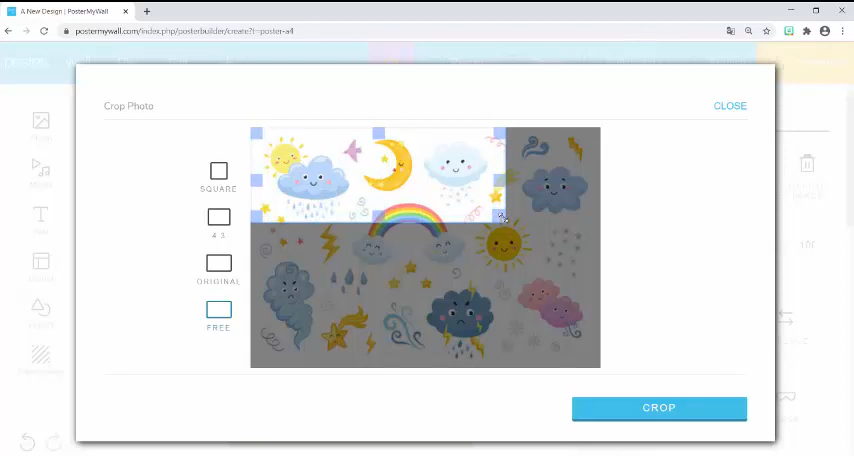 A New Design | PosterMyWall
postermywall.com/index.php/posterbuilder/create?t=poster-a4
Crop Photo
CLOSE
SQUARE
4:3
ORIGINAL
FREE
CROP